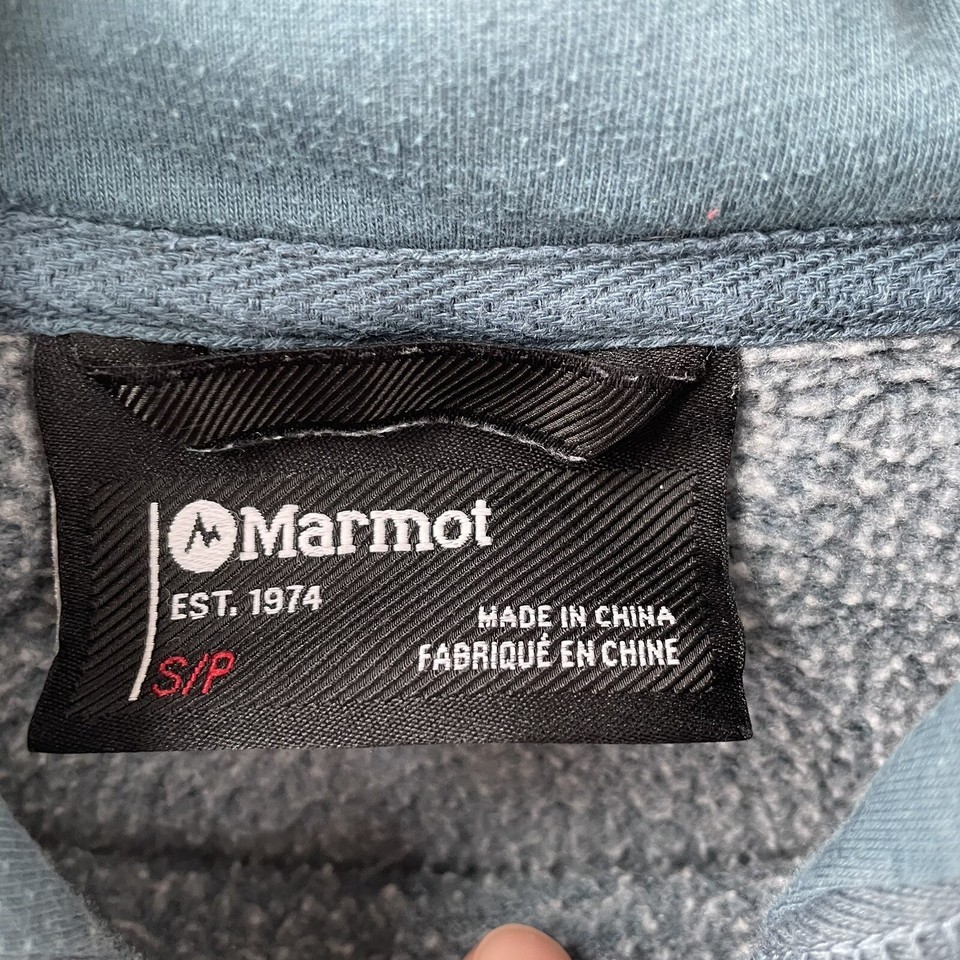 Marmot
EST. 1974
S/P
MADE IN CHINA
FABRIQUÉ EN CHINE